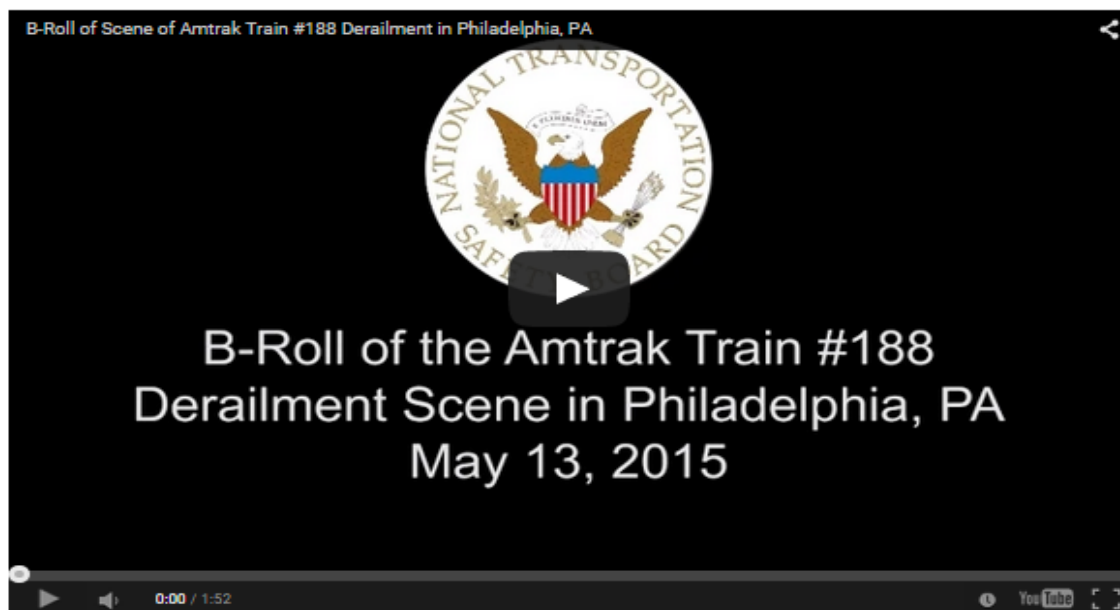 B-Roll of Scene of Amtrak Train #188 Derailment in Philadelphia, PA
NATIONAL TRANSPORTATION
SAFETY BOARD
B-Roll of the Amtrak Train #188
Derailment Scene in Philadelphia, PA
May 13, 2015
0:00 / 1:52
YouTube